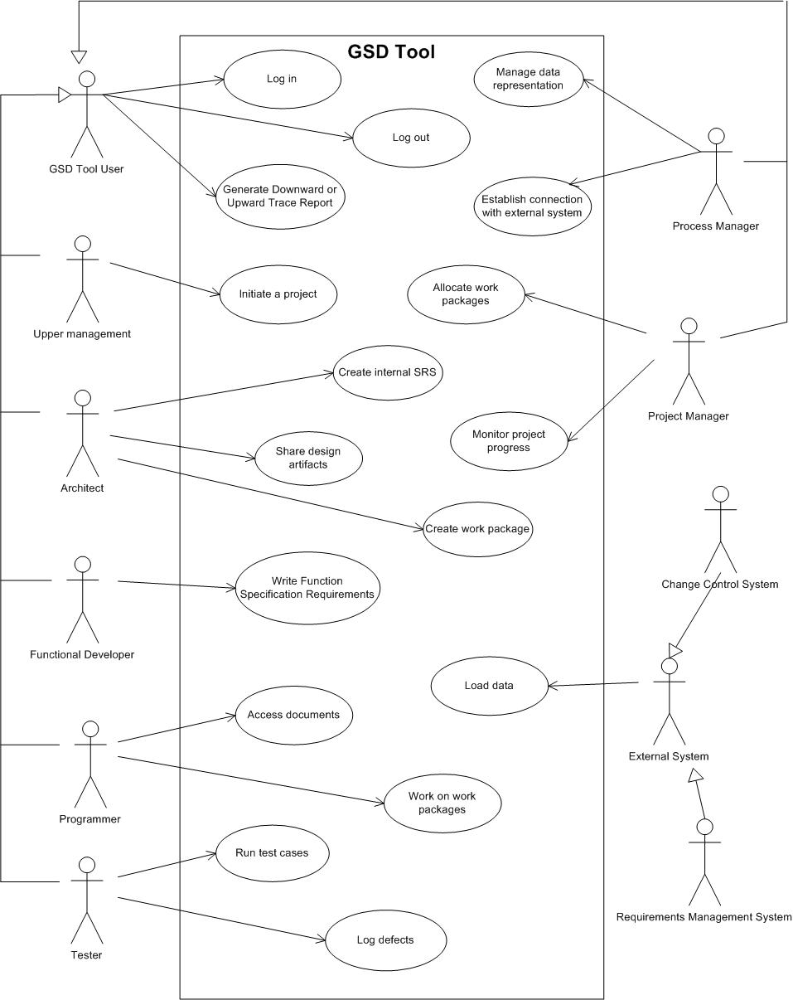 GSD Tool
Log in
Manage data
representation
Log out
GSD Tool User
Generate Downward or
Upward Trace Report
Establish connection
with external system
Process Manager
Initiate a project
Allocate work
packages
Upper management
Create internal SRS
Project Manager
Monitor project
progress
Share design
artifacts
Architect
Create work package
Write Function
Specification Requirements
Change Control System
Functional Developer
Load data
Access documents
External System
Work on work
packages
Programmer
Run test cases
Requirements Management System
Log defects
Tester